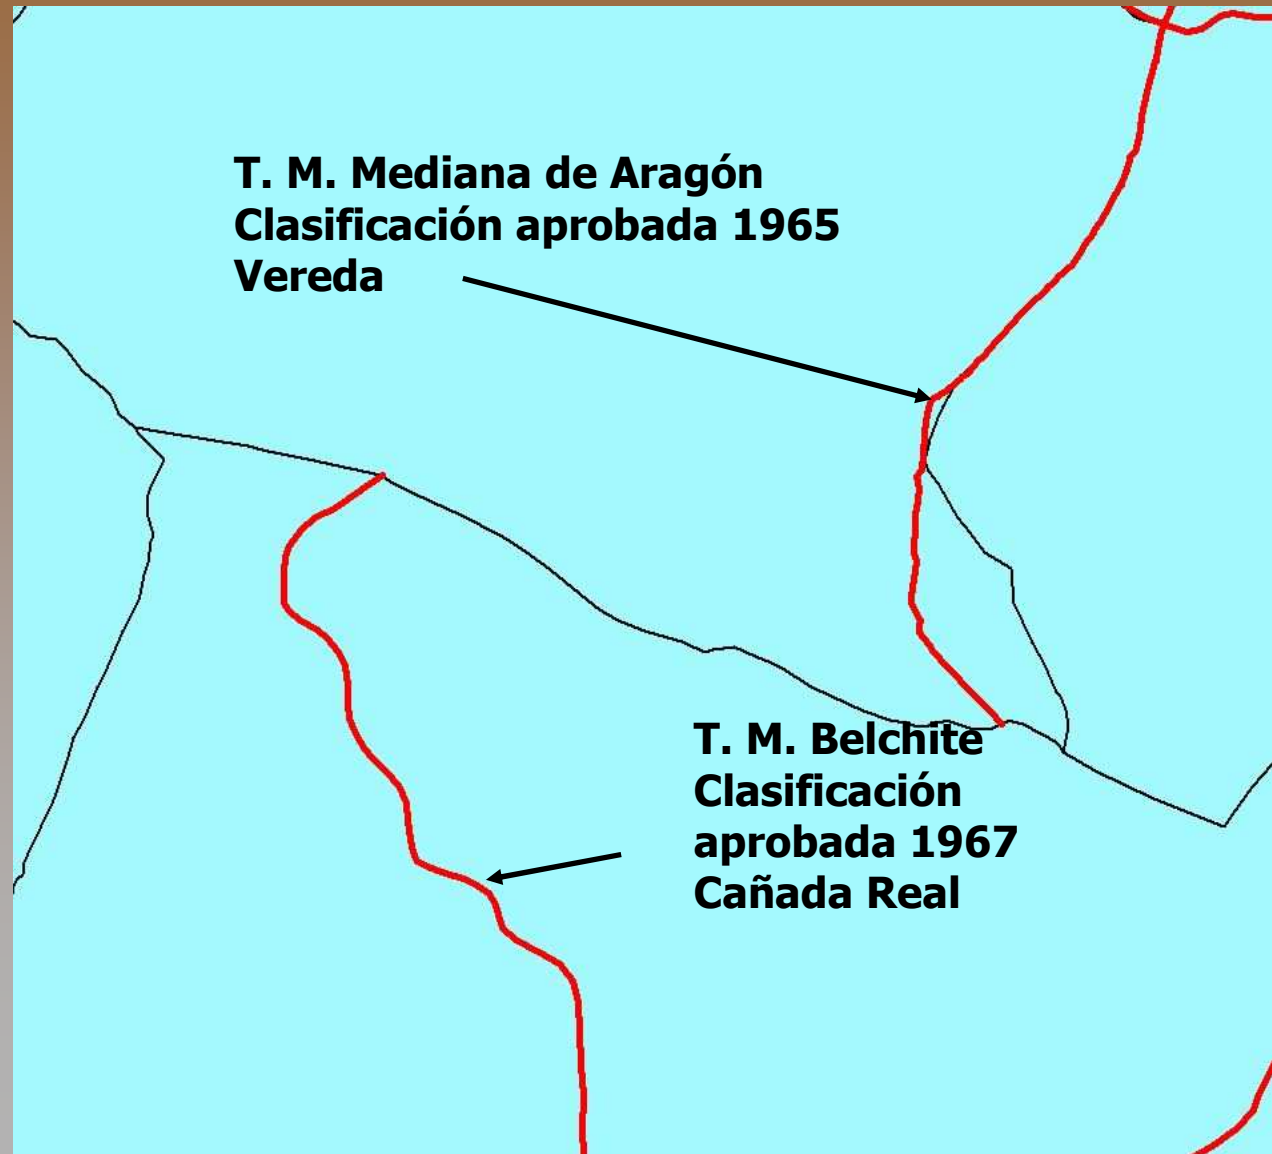 T. M. Mediana de Aragón
Clasificación aprobada 1965
Vereda
T. M. Belchite
Clasificación
aprobada 1967
Cañada Real